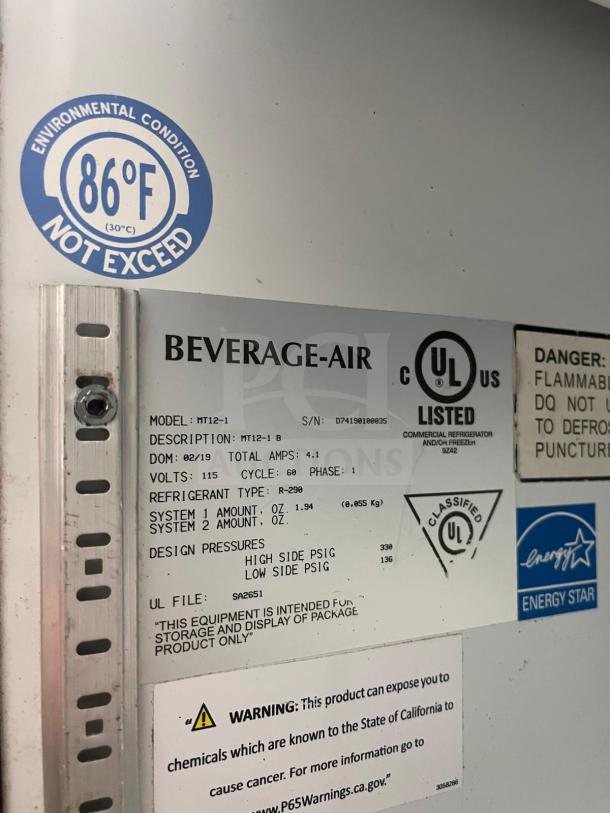 ENVIRONMENTAL CONDITION
86°F
(30°C)
NOT EXCEED
BEVERAGE-AIR
C UL US
®
LISTED
COMMERCIAL REFRIGERATOR
AND/OR FREEZER
9Z42
MODEL: MT12-1 S/N: D74190100035
DESCRIPTION: MT12-1 B
DOM: 02/19 TOTAL AMPS: 4.1
VOLTS: 115 CYCLE: 60 PHASE: 1
REFRIGERANT TYPE: R-290
SYSTEM 1 AMOUNT, OZ. 1.94 (0.055 Kg)
SYSTEM 2 AMOUNT, OZ.
DESIGN PRESSURES
HIGH SIDE PSIG 330
LOW SIDE PSIG 136
UL FILE: SA2651
"THIS EQUIPMENT IS INTENDED FOR
STORAGE AND DISPLAY OF PACKAGE
PRODUCT ONLY"
CLASSIFIED
UL
DANGER:
FLAMMABL
DO NOT U
TO DEFROS
PUNCTURE
energy
ENERGY STAR
"⚠ WARNING: This product can expose you to
chemicals which are known to the State of California to
cause cancer. For more information go to
www.P65Warnings.ca.gov."
3058286
PCI
AUCTIONS